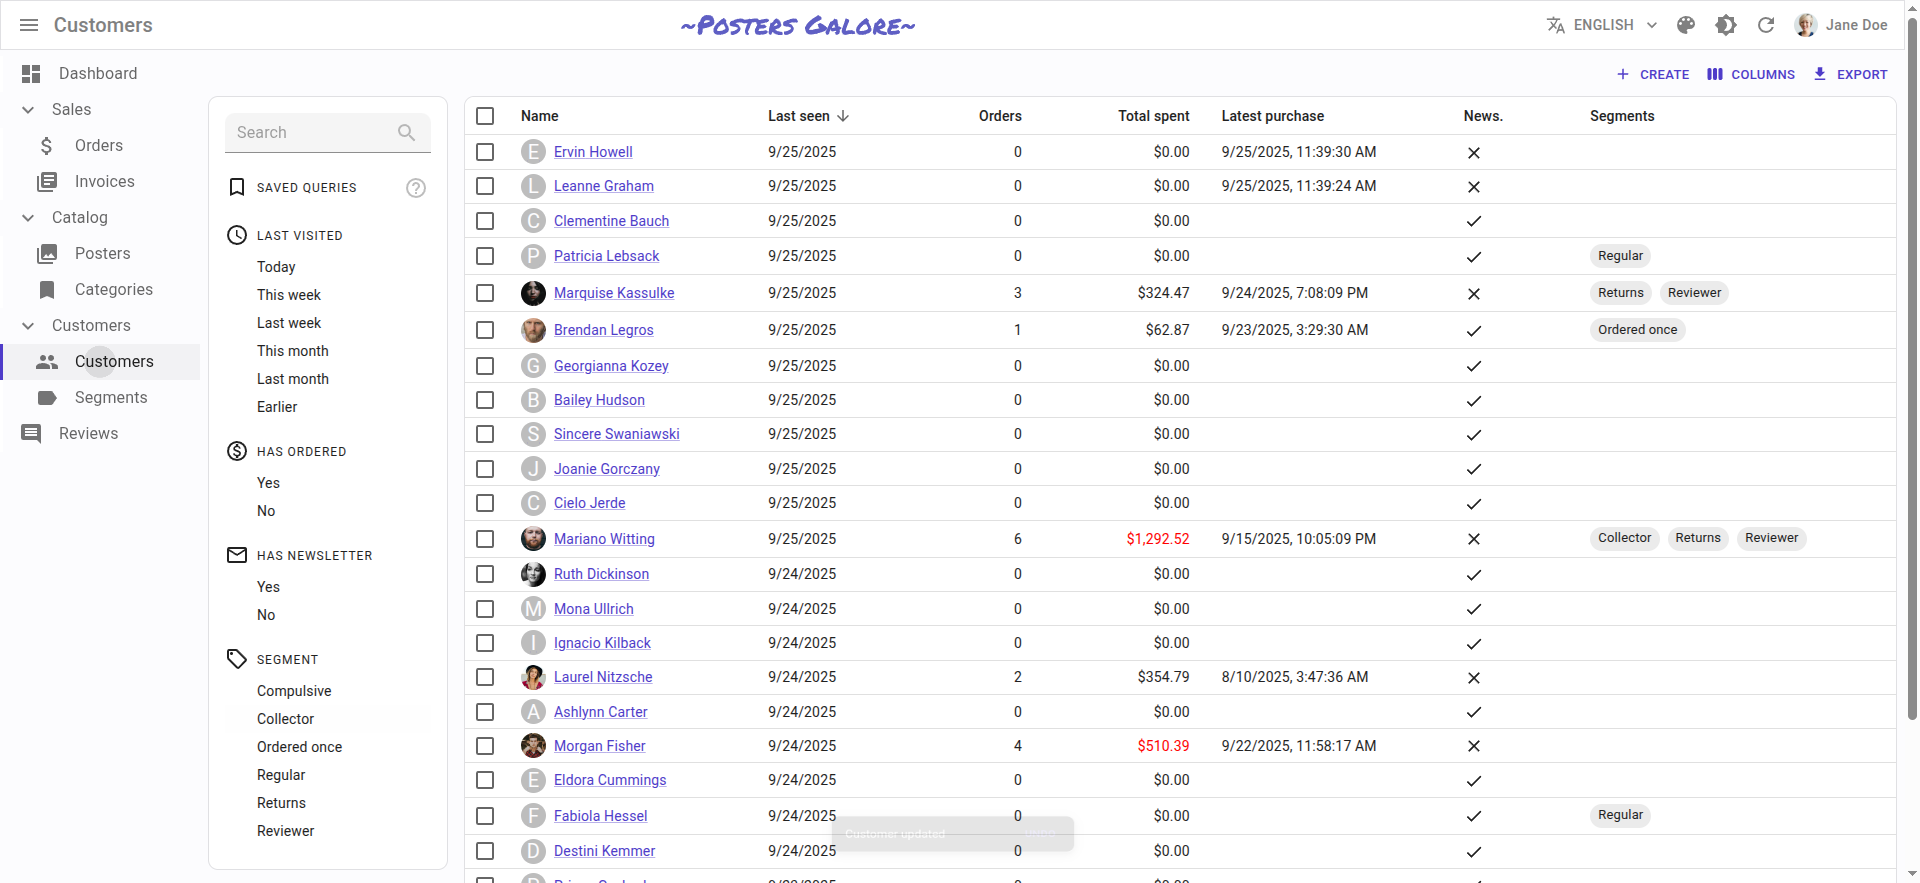 Customers
~Posters Galore~
ENGLISH
Jane Doe
Dashboard
Sales
Orders
Invoices
Catalog
Posters
Categories
Customers
Customers
Segments
Reviews
CREATE
COLUMNS
EXPORT
Search
SAVED QUERIES
LAST VISITED
Today
This week
Last week
This month
Last month
Earlier
HAS ORDERED
Yes
No
HAS NEWSLETTER
Yes
No
SEGMENT
Compulsive
Collector
Ordered once
Regular
Returns
Reviewer
Name Last seen Orders Total spent Latest purchase News. Segments
E Ervin Howell 9/25/2025 0 $0.00 9/25/2025, 11:39:30 AM
L Leanne Graham 9/25/2025 0 $0.00 9/25/2025, 11:39:24 AM
C Clementine Bauch 9/25/2025 0 $0.00
P Patricia Lebsack 9/25/2025 0 $0.00 Regular
Marquise Kassulke 9/25/2025 3 $324.47 9/24/2025, 7:08:09 PM Returns Reviewer
Brendan Legros 9/25/2025 1 $62.87 9/23/2025, 3:29:30 AM Ordered once
G Georgianna Kozey 9/25/2025 0 $0.00
B Bailey Hudson 9/25/2025 0 $0.00
S Sincere Swaniawski 9/25/2025 0 $0.00
J Joanie Gorczany 9/25/2025 0 $0.00
C Cielo Jerde 9/25/2025 0 $0.00
Mariano Witting 9/25/2025 6 $1,292.52 9/15/2025, 10:05:09 PM Collector Returns Reviewer
Ruth Dickinson 9/24/2025 0 $0.00
M Mona Ullrich 9/24/2025 0 $0.00
I Ignacio Kilback 9/24/2025 0 $0.00
Laurel Nitzsche 9/24/2025 2 $354.79 8/10/2025, 3:47:36 AM
A Ashlynn Carter 9/24/2025 0 $0.00
Morgan Fisher 9/24/2025 4 $510.39 9/22/2025, 11:58:17 AM
E Eldora Cummings 9/24/2025 0 $0.00
F Fabiola Hessel 9/24/2025 0 $0.00 Regular
Customer updated UNDO
D Destini Kemmer 9/24/2025 0 $0.00